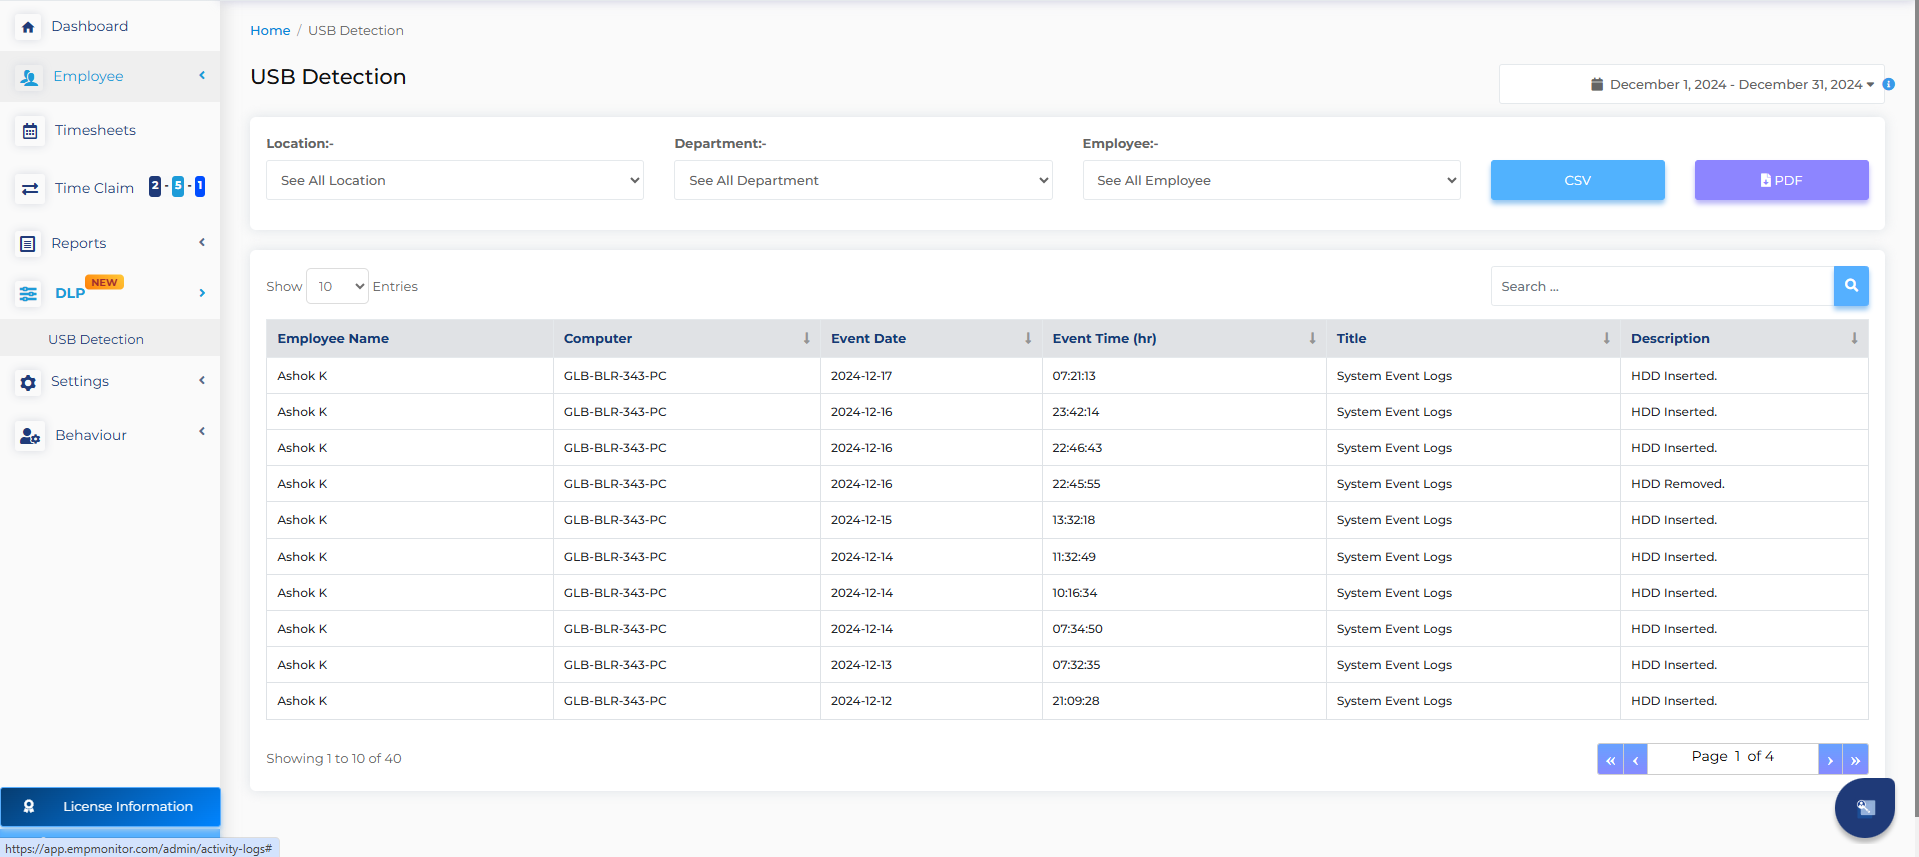 Dashboard
Employee
Timesheets
Time Claim 2 - 5 - 1
Reports
DLP NEW
USB Detection
Settings
Behaviour
License Information
https://app.empmonitor.com/admin/activity-logs#
Home / USB Detection
USB Detection
December 1, 2024 - December 31, 2024
Location:- Department:- Employee:-
See All Location See All Department See All Employee CSV PDF
Show 10 Entries Search ...
Employee Name Computer Event Date Event Time (hr) Title Description
Ashok K GLB-BLR-343-PC 2024-12-17 07:21:13 System Event Logs HDD Inserted.
Ashok K GLB-BLR-343-PC 2024-12-16 23:42:14 System Event Logs HDD Inserted.
Ashok K GLB-BLR-343-PC 2024-12-16 22:46:43 System Event Logs HDD Inserted.
Ashok K GLB-BLR-343-PC 2024-12-16 22:45:55 System Event Logs HDD Removed.
Ashok K GLB-BLR-343-PC 2024-12-15 13:32:18 System Event Logs HDD Inserted.
Ashok K GLB-BLR-343-PC 2024-12-14 11:32:49 System Event Logs HDD Inserted.
Ashok K GLB-BLR-343-PC 2024-12-14 10:16:34 System Event Logs HDD Inserted.
Ashok K GLB-BLR-343-PC 2024-12-14 07:34:50 System Event Logs HDD Inserted.
Ashok K GLB-BLR-343-PC 2024-12-13 07:32:35 System Event Logs HDD Inserted.
Ashok K GLB-BLR-343-PC 2024-12-12 21:09:28 System Event Logs HDD Inserted.
Showing 1 to 10 of 40 « ‹ Page 1 of 4 › »